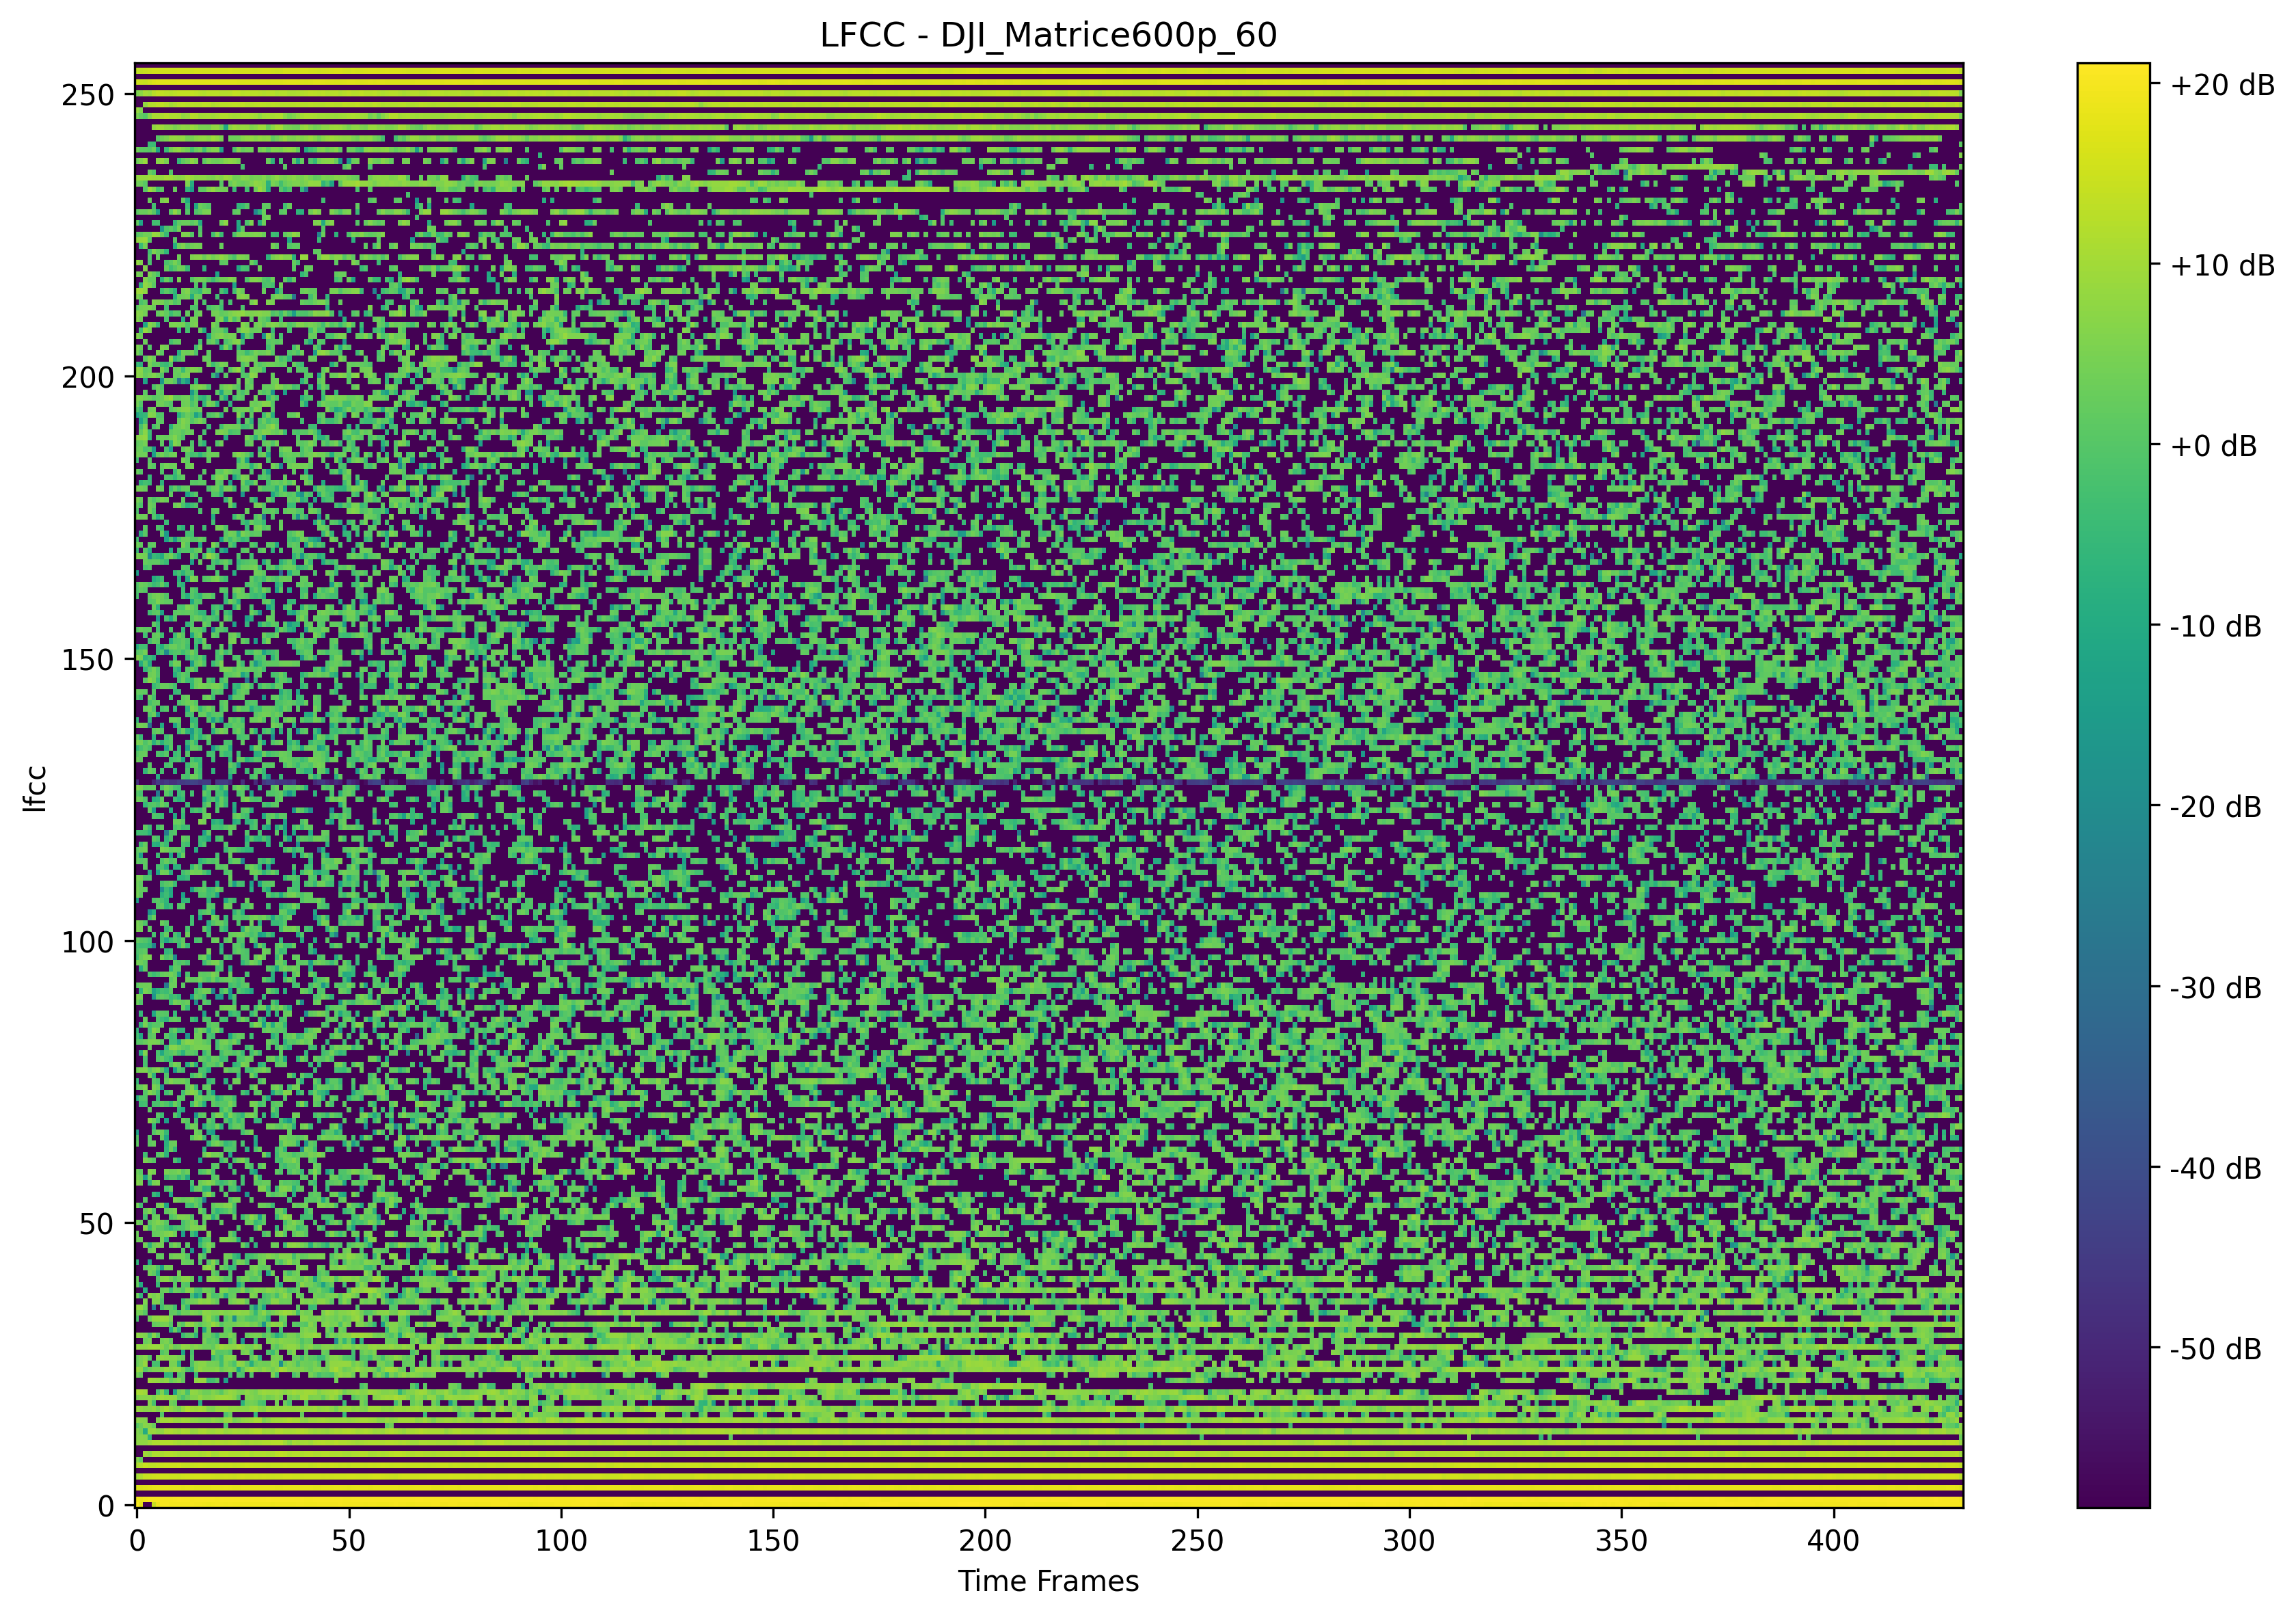 LFCC - DJI_Matrice600p_60
250
200
150
100
50
0
lfcc
0 50 100 150 200 250 300 350 400
Time Frames
+20 dB
+10 dB
+0 dB
-10 dB
-20 dB
-30 dB
-40 dB
-50 dB